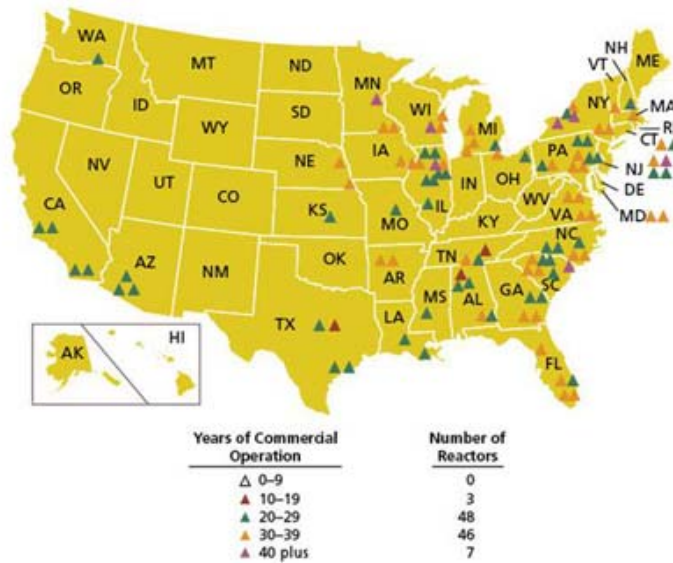 WA
MT
ND
MN
OR
ID
SD
WI
WY
MI
NH
VT
ME
NY
MA
RI
CT
NV
UT
CO
NE
IA
PA
NJ
CA
KS
MO
IL
IN
OH
WV
DE
MD
VA
KY
AZ
NM
OK
AR
TN
NC
SC
TX
LA
MS
AL
GA
FL
AK
HI
Years of Commercial Operation
Number of Reactors
0–9 0
10–19 3
20–29 48
30–39 46
40 plus 7